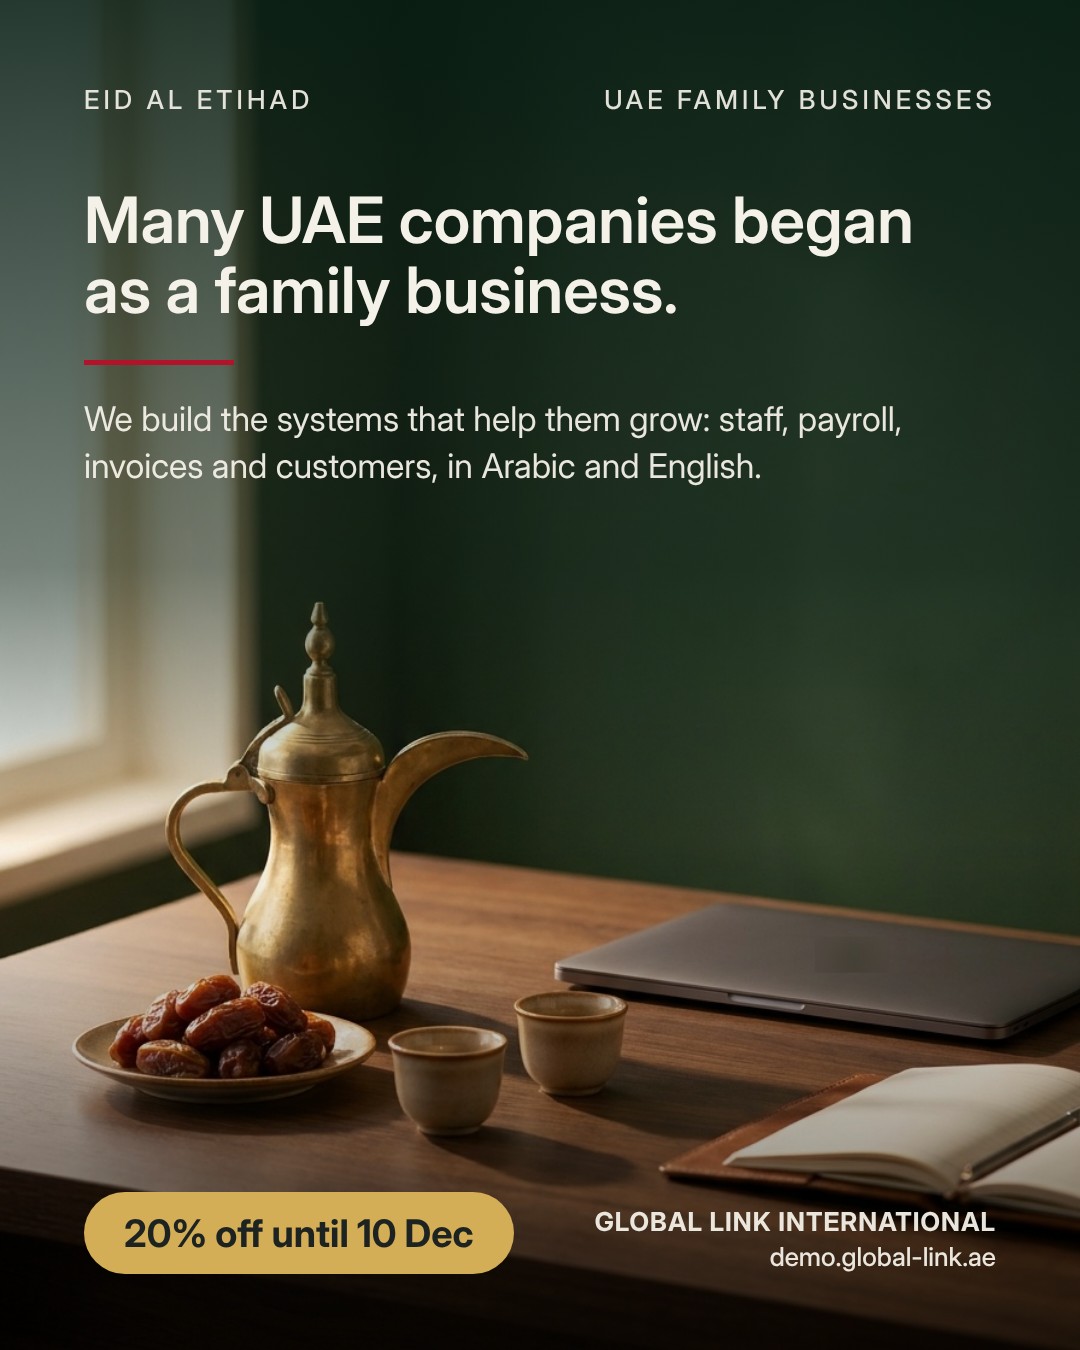 EID AL ETIHAD
UAE FAMILY BUSINESSES
Many UAE companies began
as a family business.
We build the systems that help them grow: staff, payroll,
invoices and customers, in Arabic and English.
20% off until 10 Dec
GLOBAL LINK INTERNATIONAL
demo.global-link.ae